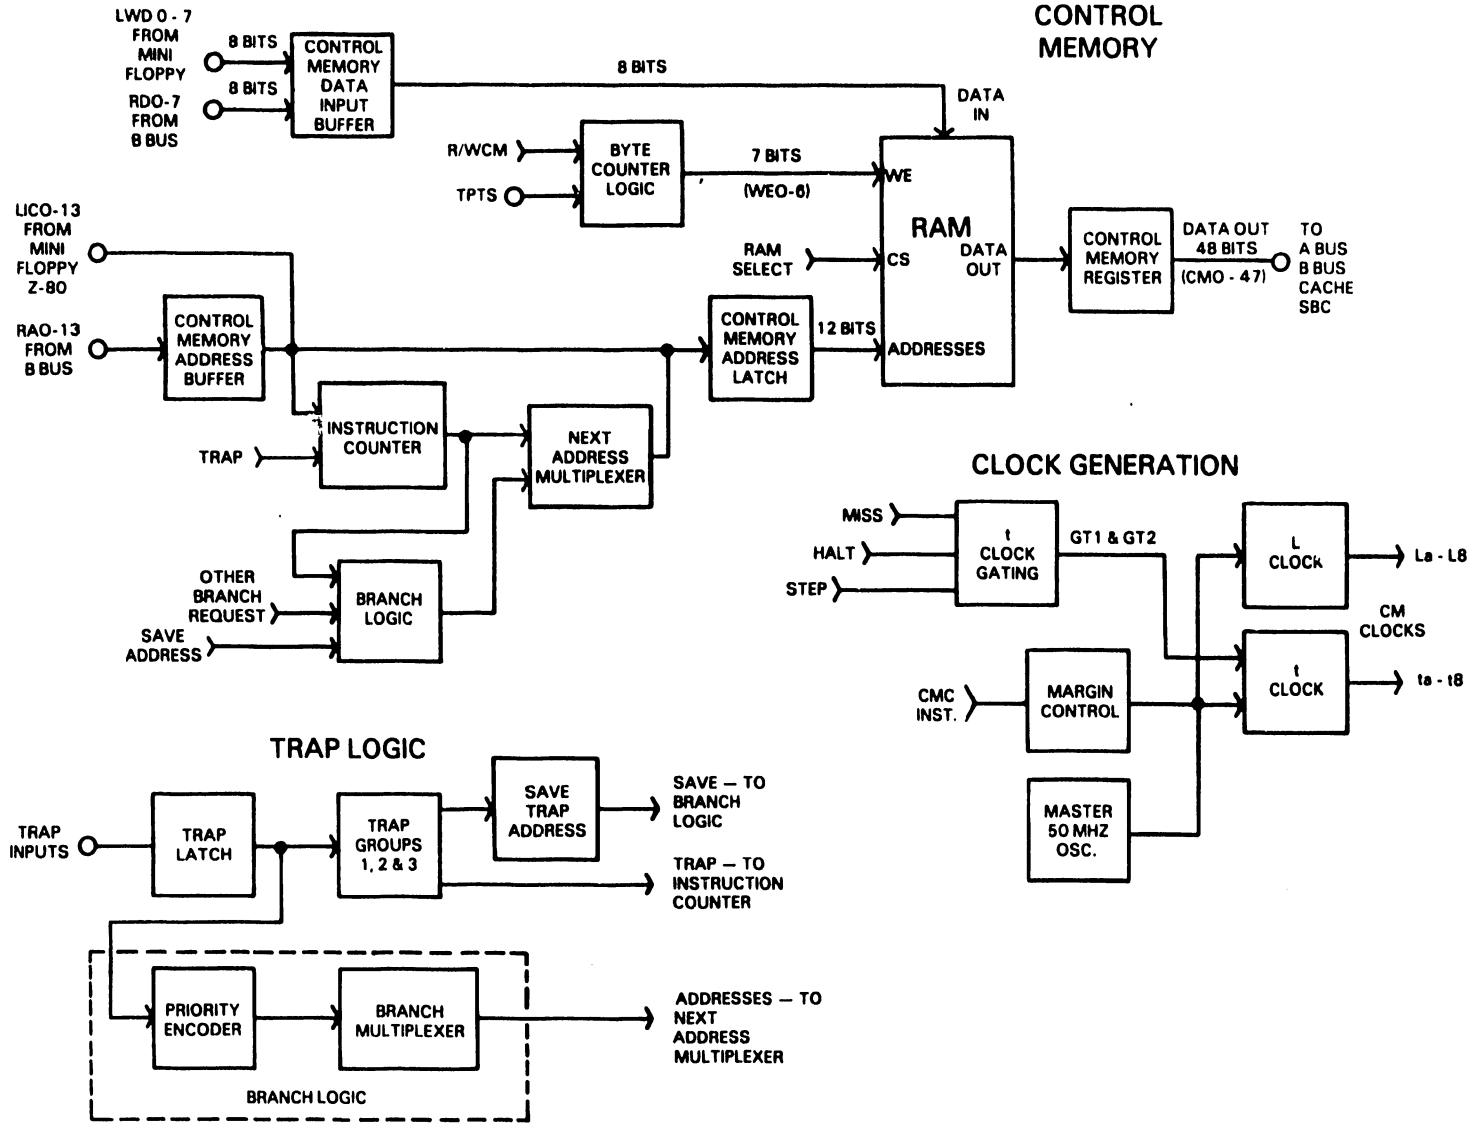 CONTROL
MEMORY
LWD 0 - 7
FROM
MINI
FLOPPY
8 BITS
RDO-7
FROM
B BUS
8 BITS
CONTROL
MEMORY
DATA
INPUT
BUFFER
8 BITS
DATA
IN
R/WCM
TPTS
BYTE
COUNTER
LOGIC
7 BITS
(WEO-6)
WE
RAM
CS
DATA
OUT
ADDRESSES
RAM
SELECT
CONTROL
MEMORY
REGISTER
DATA OUT
48 BITS
(CMO - 47)
TO
A BUS
B BUS
CACHE
SBC
LICO-13
FROM
MINI
FLOPPY
Z-80
RAO-13
FROM
B BUS
CONTROL
MEMORY
ADDRESS
BUFFER
CONTROL
MEMORY
ADDRESS
LATCH
12 BITS
TRAP
INSTRUCTION
COUNTER
NEXT
ADDRESS
MULTIPLEXER
OTHER
BRANCH
REQUEST
SAVE
ADDRESS
BRANCH
LOGIC
CLOCK GENERATION
MISS
HALT
STEP
t
CLOCK
GATING
GT1 & GT2
L
CLOCK
La - L8
CM
CLOCKS
t
CLOCK
ta - t8
CMC
INST.
MARGIN
CONTROL
MASTER
50 MHZ
OSC.
TRAP LOGIC
TRAP
INPUTS
TRAP
LATCH
TRAP
GROUPS
1, 2 & 3
SAVE
TRAP
ADDRESS
SAVE — TO
BRANCH
LOGIC
TRAP — TO
INSTRUCTION
COUNTER
PRIORITY
ENCODER
BRANCH
MULTIPLEXER
BRANCH LOGIC
ADDRESSES — TO
NEXT
ADDRESS
MULTIPLEXER